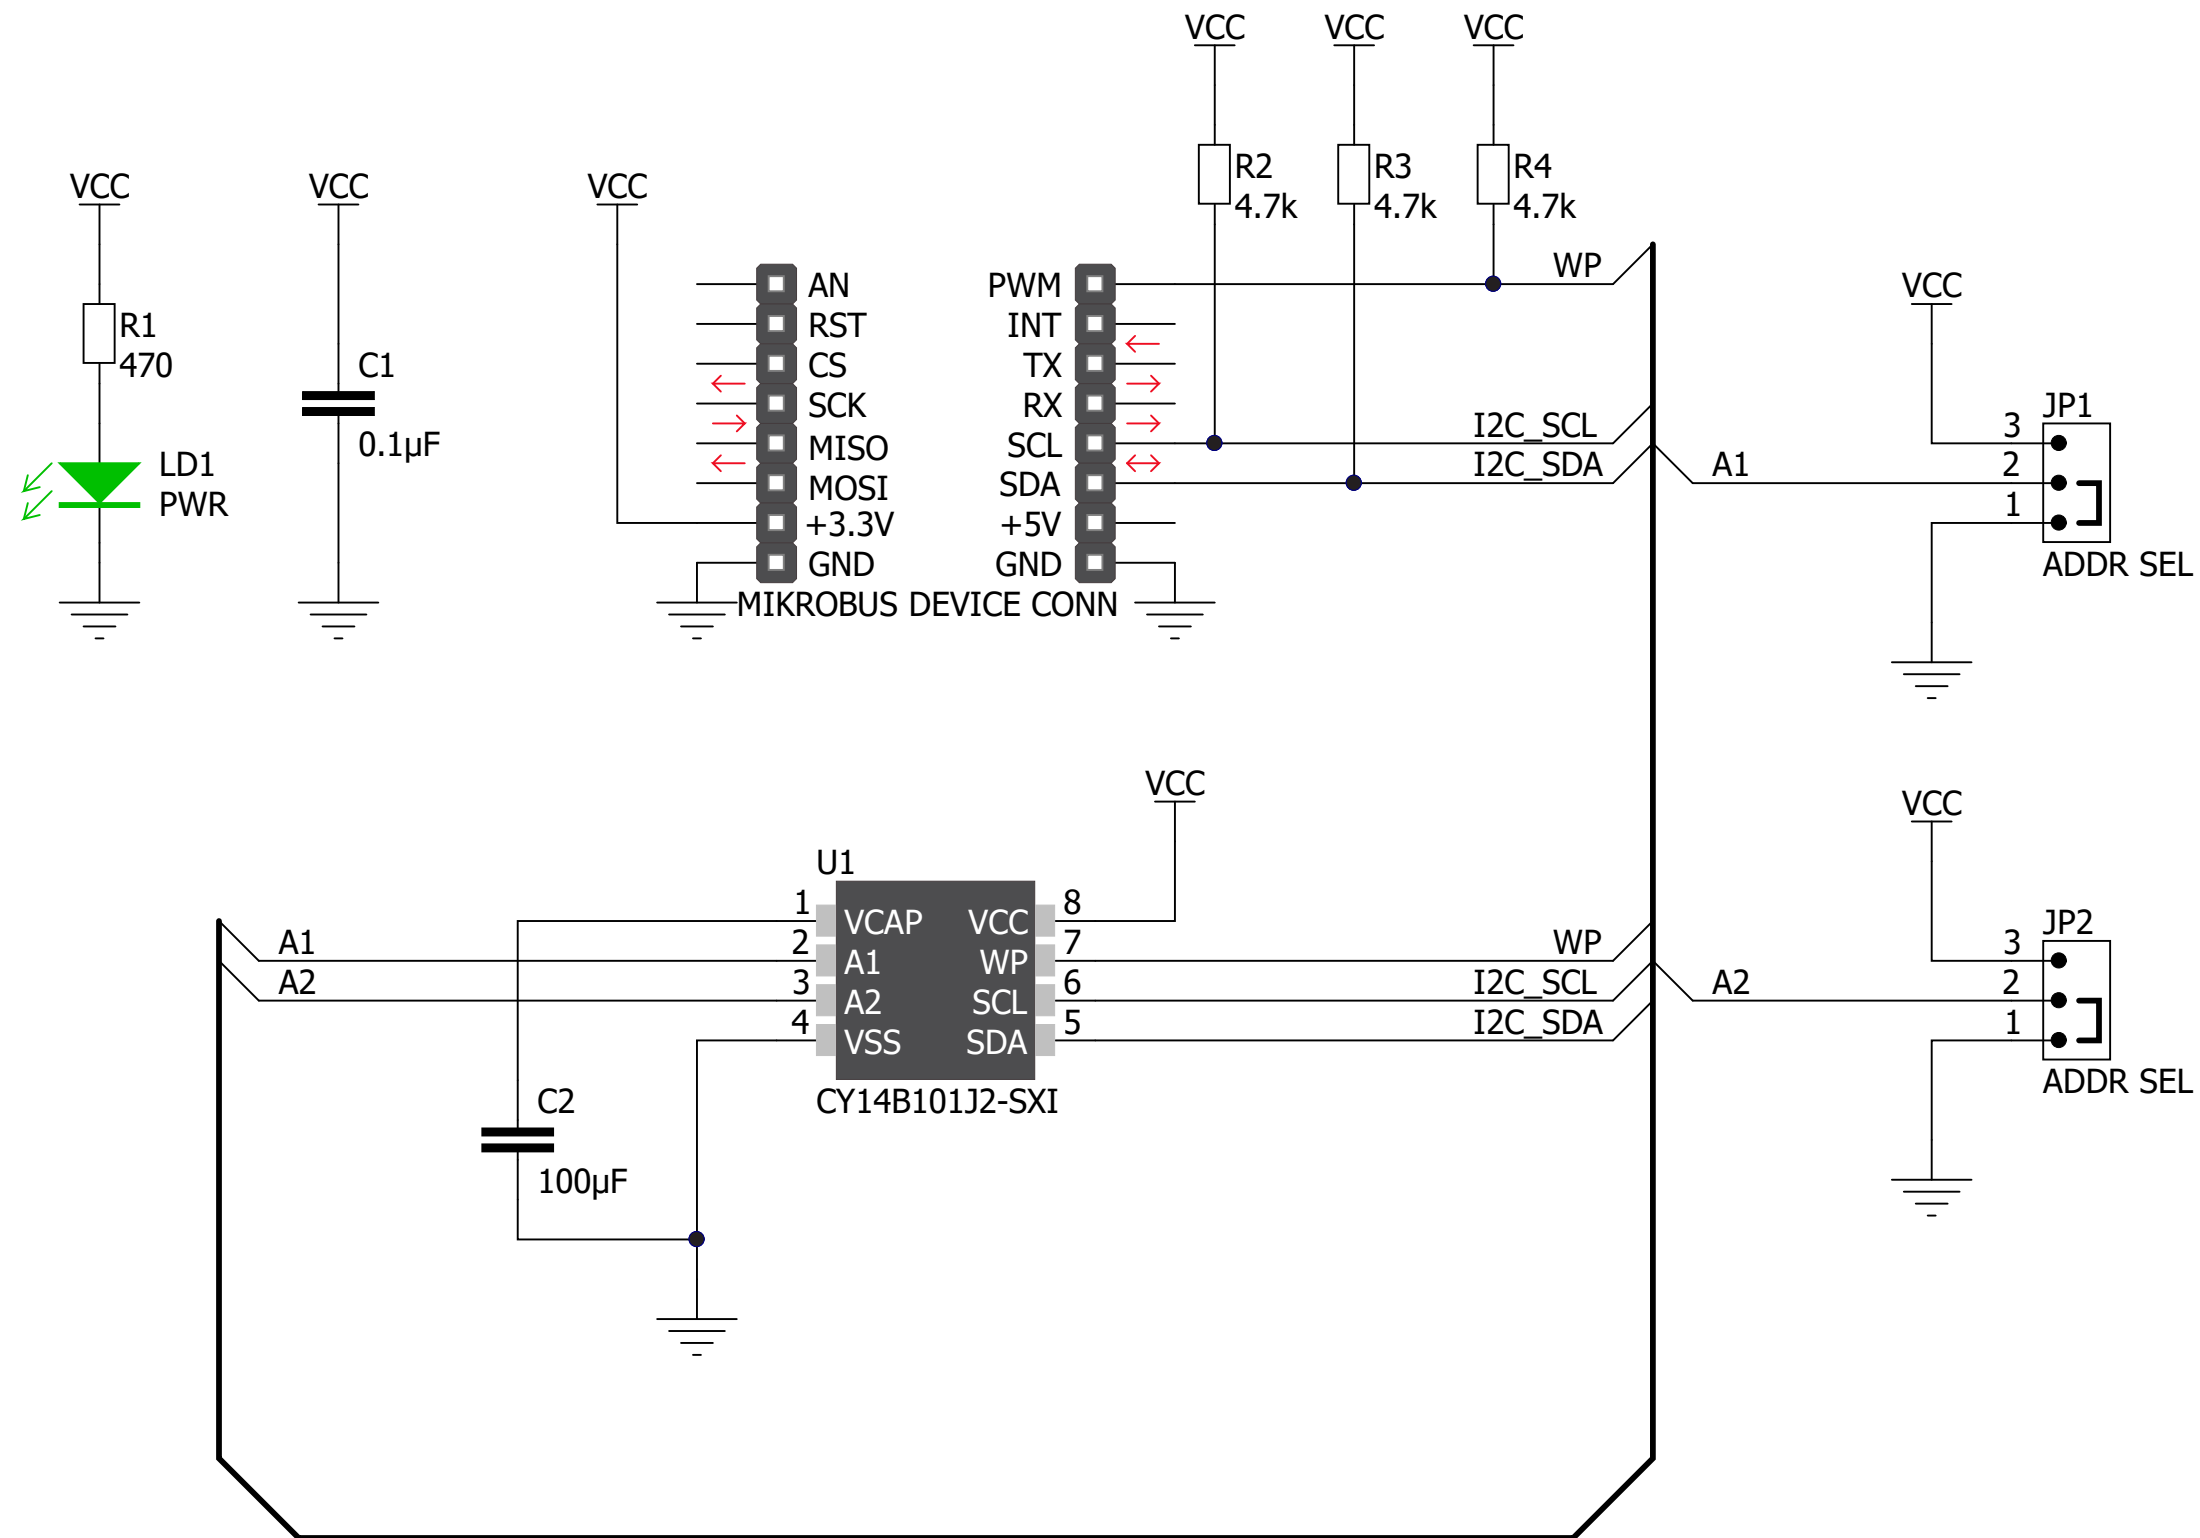 VCC VCC VCC
VCC VCC VCC
R2 R3 R4
4.7k 4.7k 4.7k
R1
470
C1
0.1µF
LD1
PWR
AN PWM WP
RST INT
CS TX
SCK RX
MISO SCL I2C_SCL
MOSI SDA I2C_SDA
+3.3V +5V
GND GND
MIKROBUS DEVICE CONN
VCC
JP1
3
A1 2
1
ADDR SEL
VCC
U1
1 VCAP VCC 8
A1 2 A1 WP 7 WP
A2 3 A2 SCL 6 I2C_SCL
4 VSS SDA 5 I2C_SDA
CY14B101J2-SXI
C2
100µF
VCC
JP2
3
A2 2
1
ADDR SEL